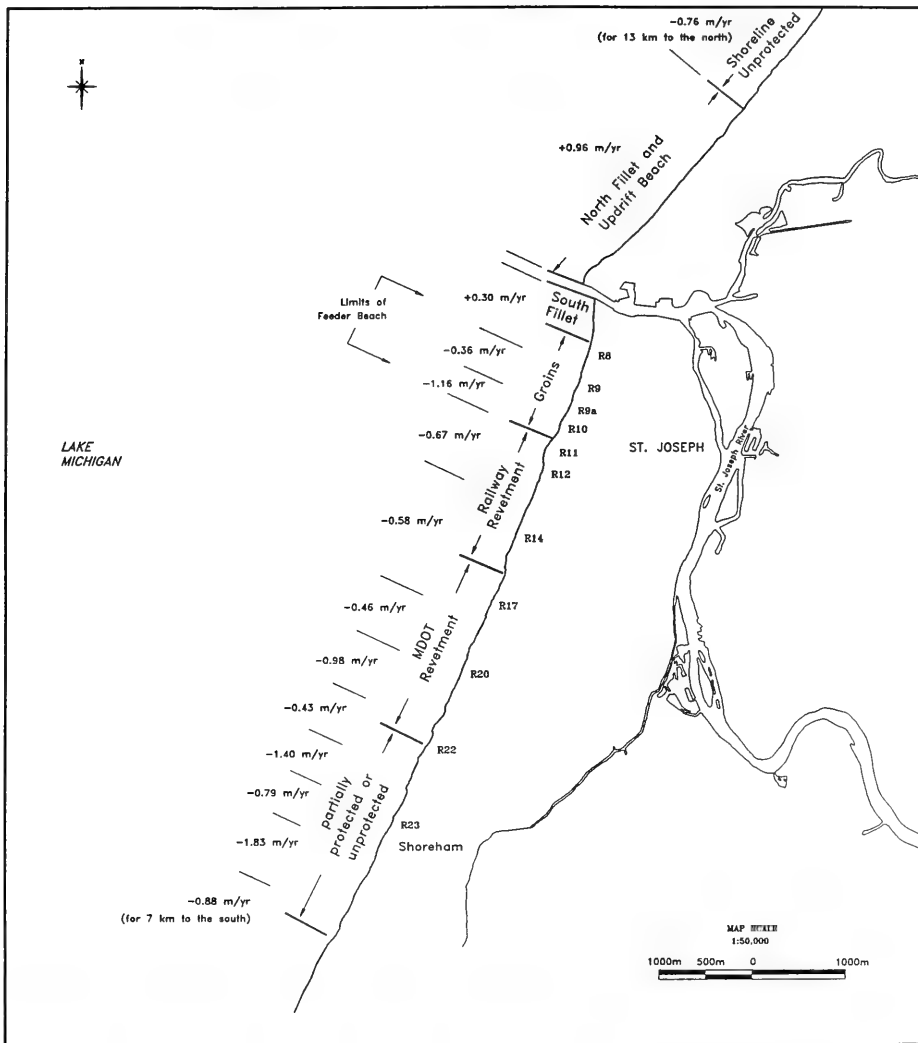 -0.76 m/yr
(for 13 km to the north)
Shoreline
Unprotected
N
+0.96 m/yr
North Fillet and
Updrift Beach
Limits of
Feeder Beach
+0.30 m/yr
South
Fillet
-0.36 m/yr
R8
-1.16 m/yr
Groins
R9
R9a
R10
-0.67 m/yr
R11
ST. JOSEPH
St. Joseph River
LAKE
MICHIGAN
R12
Railway
Revetment
-0.58 m/yr
R14
-0.46 m/yr
R17
MDOT
Revetment
-0.98 m/yr
R20
-0.43 m/yr
-1.40 m/yr
R22
-0.79 m/yr
partially
protected or
unprotected
R23
-1.83 m/yr
Shoreham
-0.88 m/yr
(for 7 km to the south)
MAP SCALE
1:50,000
1000m 500m 0 1000m